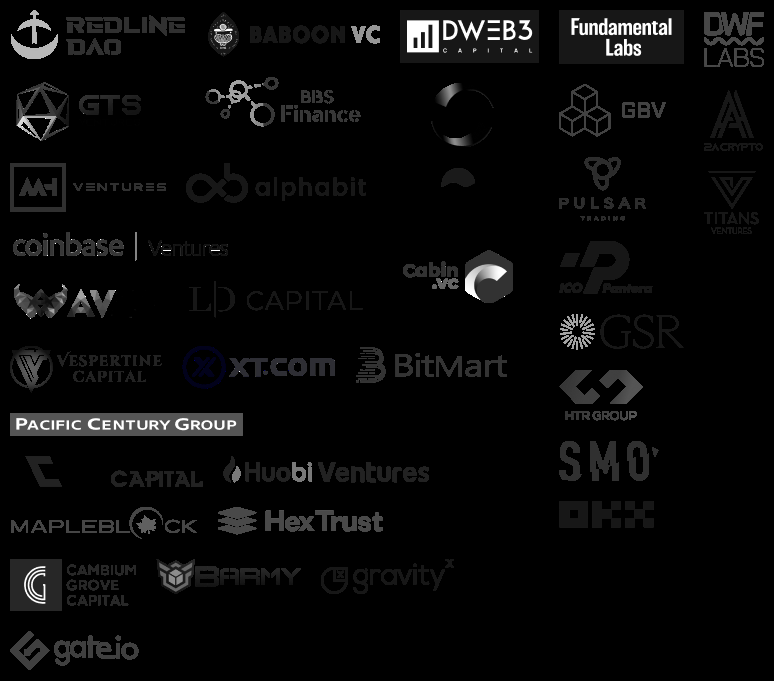 REDLINE
DAO
BABOON VC
DWEB3
CAPITAL
Fundamental
Labs
DWF
LABS
GTS
BBS
Finance
GBV
2ACRYPTO
VENTURES
alphabit
PULSAR
TRADING
TITANS
VENTURES
coinbase | Ventures
Cabin
.vc
ICO Pantera
AV
LD CAPITAL
GSR
VESPERTINE
CAPITAL
XT.COM
BitMart
HTR GROUP
PACIFIC CENTURY GROUP
CAPITAL
Huobi Ventures
SMO
MAPLEBLOCK
HexTrust
OKX
CAMBIUM
GROVE
CAPITAL
BARMY
gravityx
gate.io